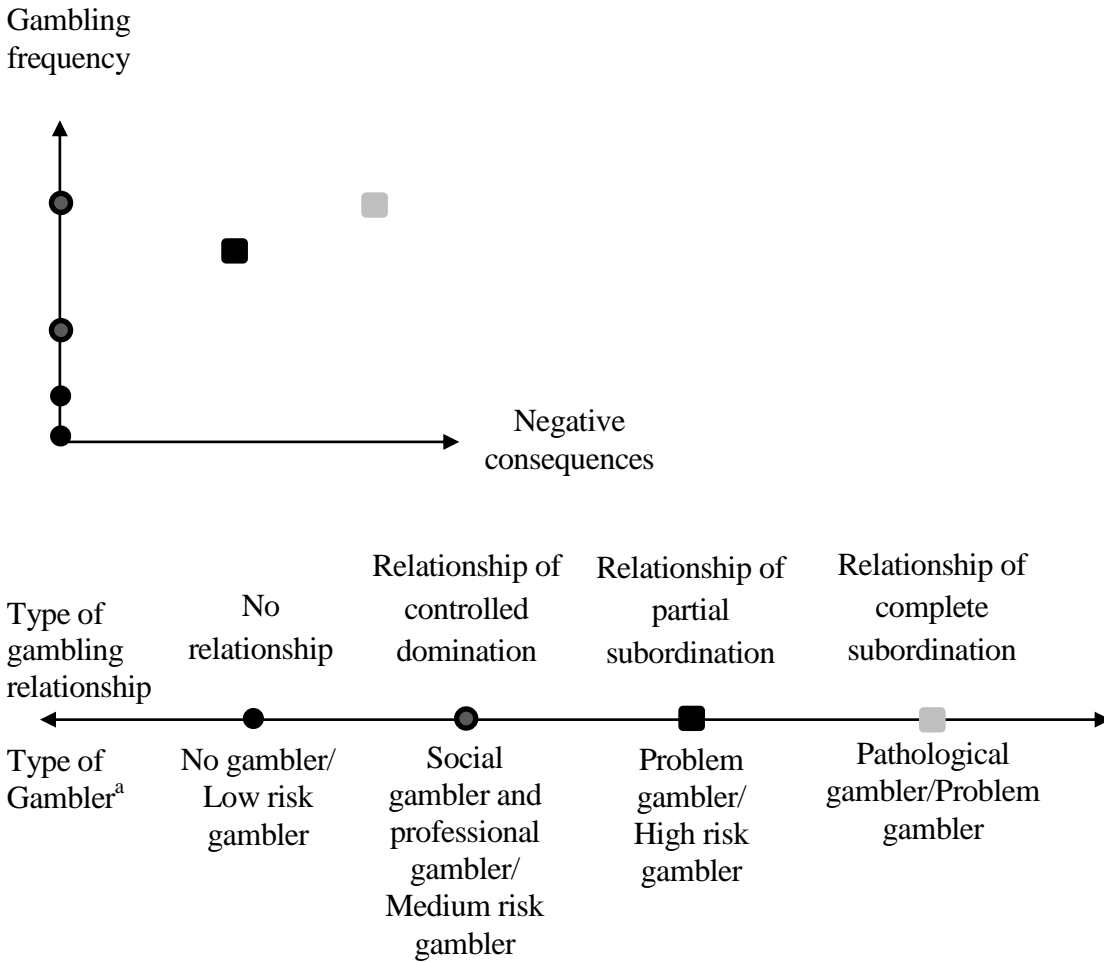 Gambling
frequency
Negative
consequences
Type of
gambling
relationship
No
relationship
Relationship of
controlled
domination
Relationship of
partial
subordination
Relationship of
complete
subordination
Type of
Gamblerᵃ
No gambler/
Low risk
gambler
Social
gambler and
professional
gambler/
Medium risk
gambler
Problem
gambler/
High risk
gambler
Pathological
gambler/Problem
gambler